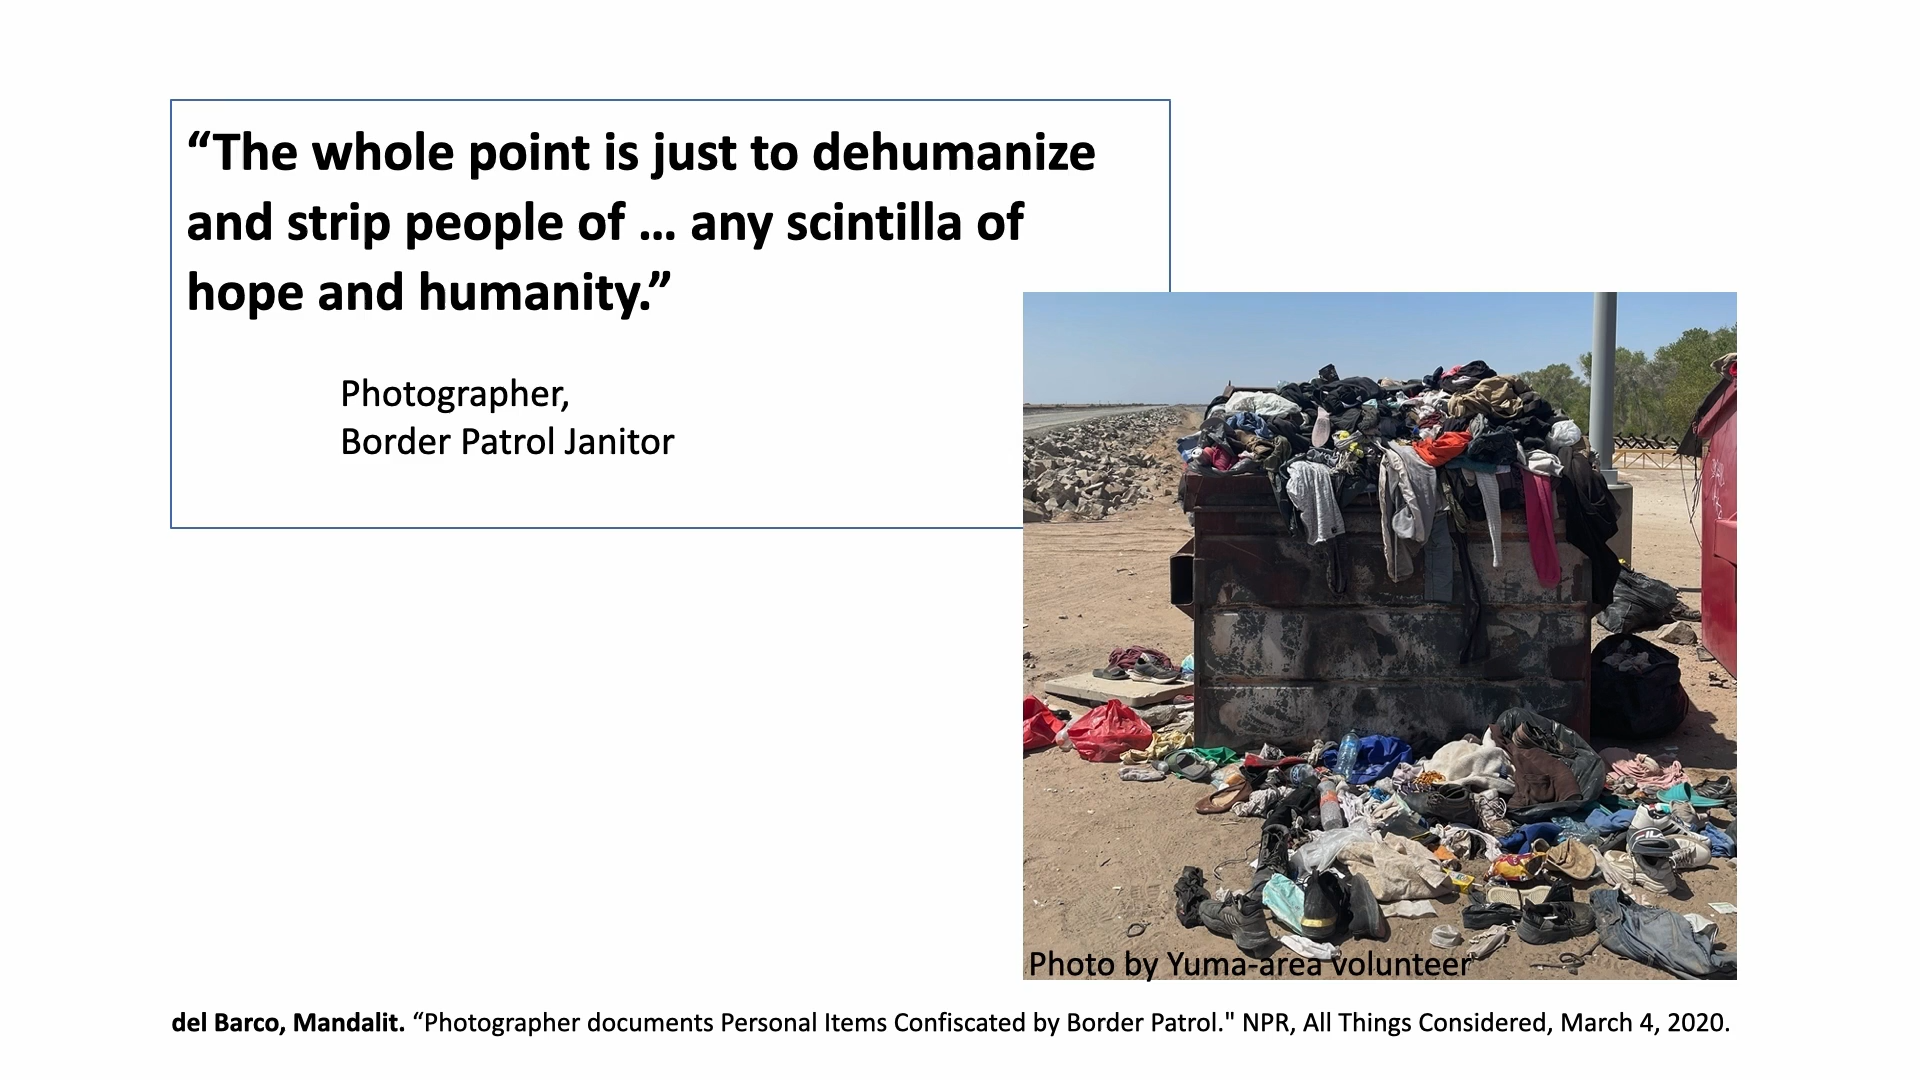 “The whole point is just to dehumanize
and strip people of … any scintilla of
hope and humanity.”
Photographer,
Border Patrol Janitor
FILA
Photo by Yuma-area volunteer
del Barco, Mandalit. “Photographer documents Personal Items Confiscated by Border Patrol." NPR, All Things Considered, March 4, 2020.